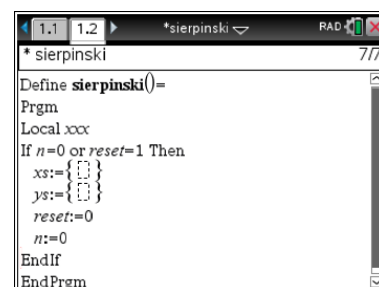 1.1 1.2 *sierpinski RAD
* sierpinski 7/7
Define sierpinski()=
Prgm
Local xxx
If n=0 or reset=1 Then
xs:={ }
ys:={ }
reset:=0
n:=0
EndIf
EndPrgm